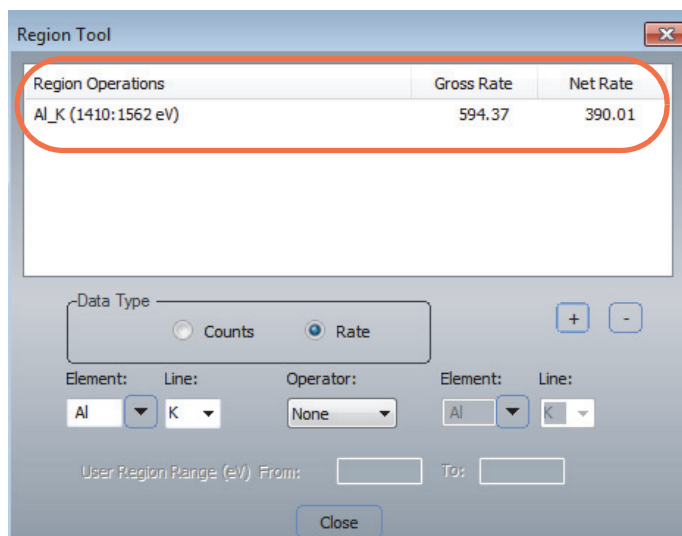 Region Tool
Region Operations Gross Rate Net Rate
Al_K (1410:1562 eV) 594.37 390.01
Data Type
Counts Rate
+ -
Element: Line: Operator: Element: Line:
Al K None Al K
User Region Range (eV) From: To:
Close